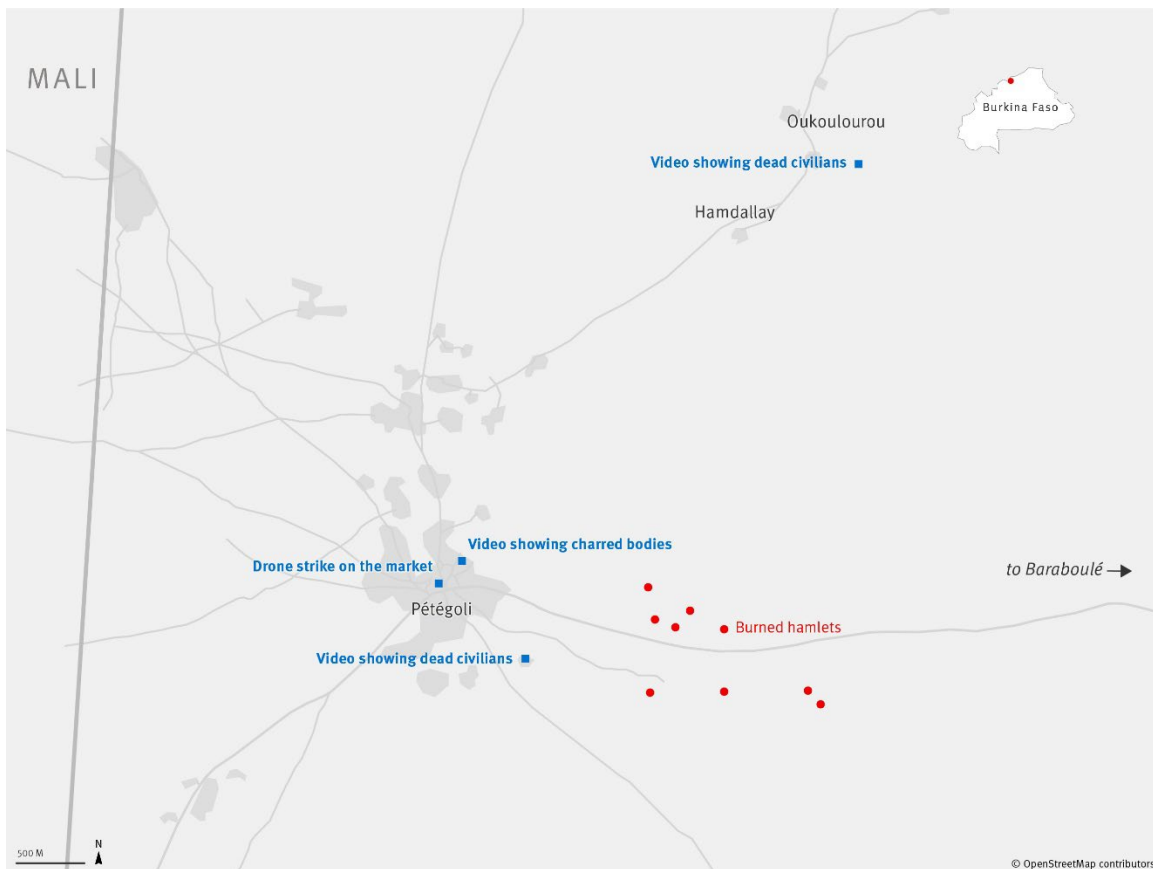 MALI
Oukoulourou
Burkina Faso
Video showing dead civilians
Hamdallay
Video showing charred bodies
Drone strike on the market
to Baraboulé
Pétégoli
Burned hamlets
Video showing dead civilians
500 M
N
© OpenStreetMap contributors